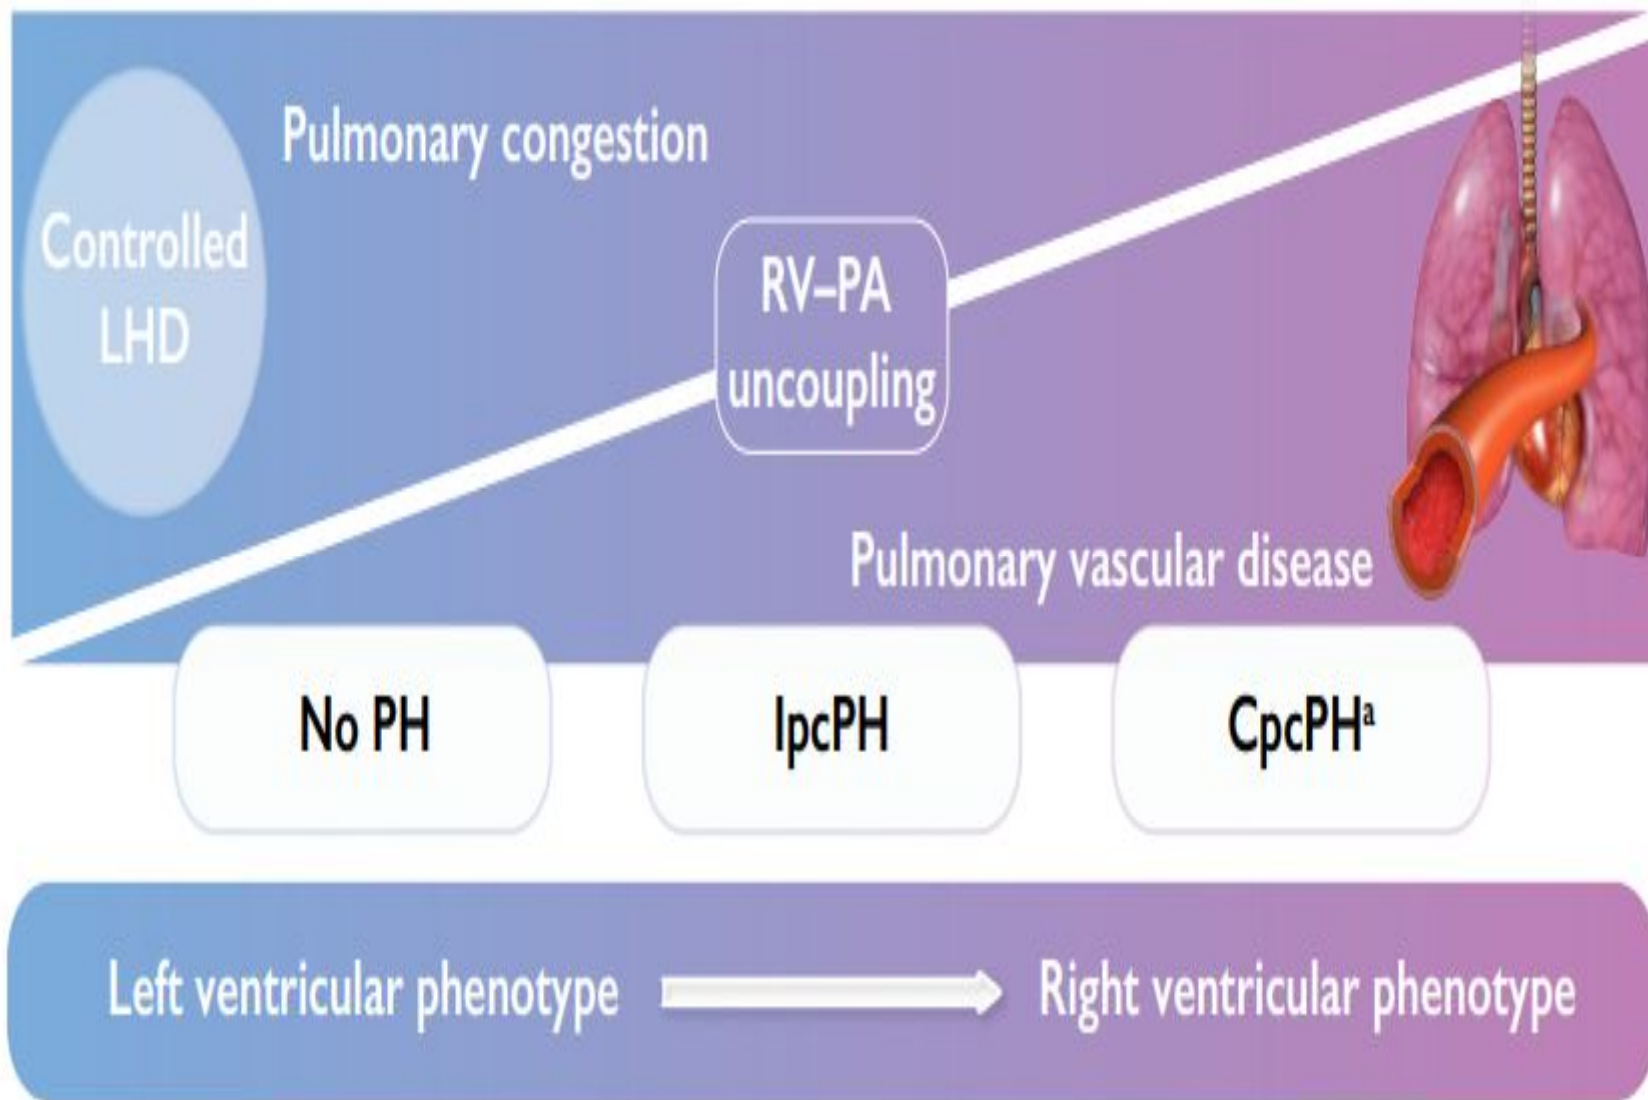 Pulmonary congestion
Controlled
LHD
RV–PA
uncoupling
Pulmonary vascular disease
No PH
IpcPH
CpcPHᵃ
Left ventricular phenotype
Right ventricular phenotype